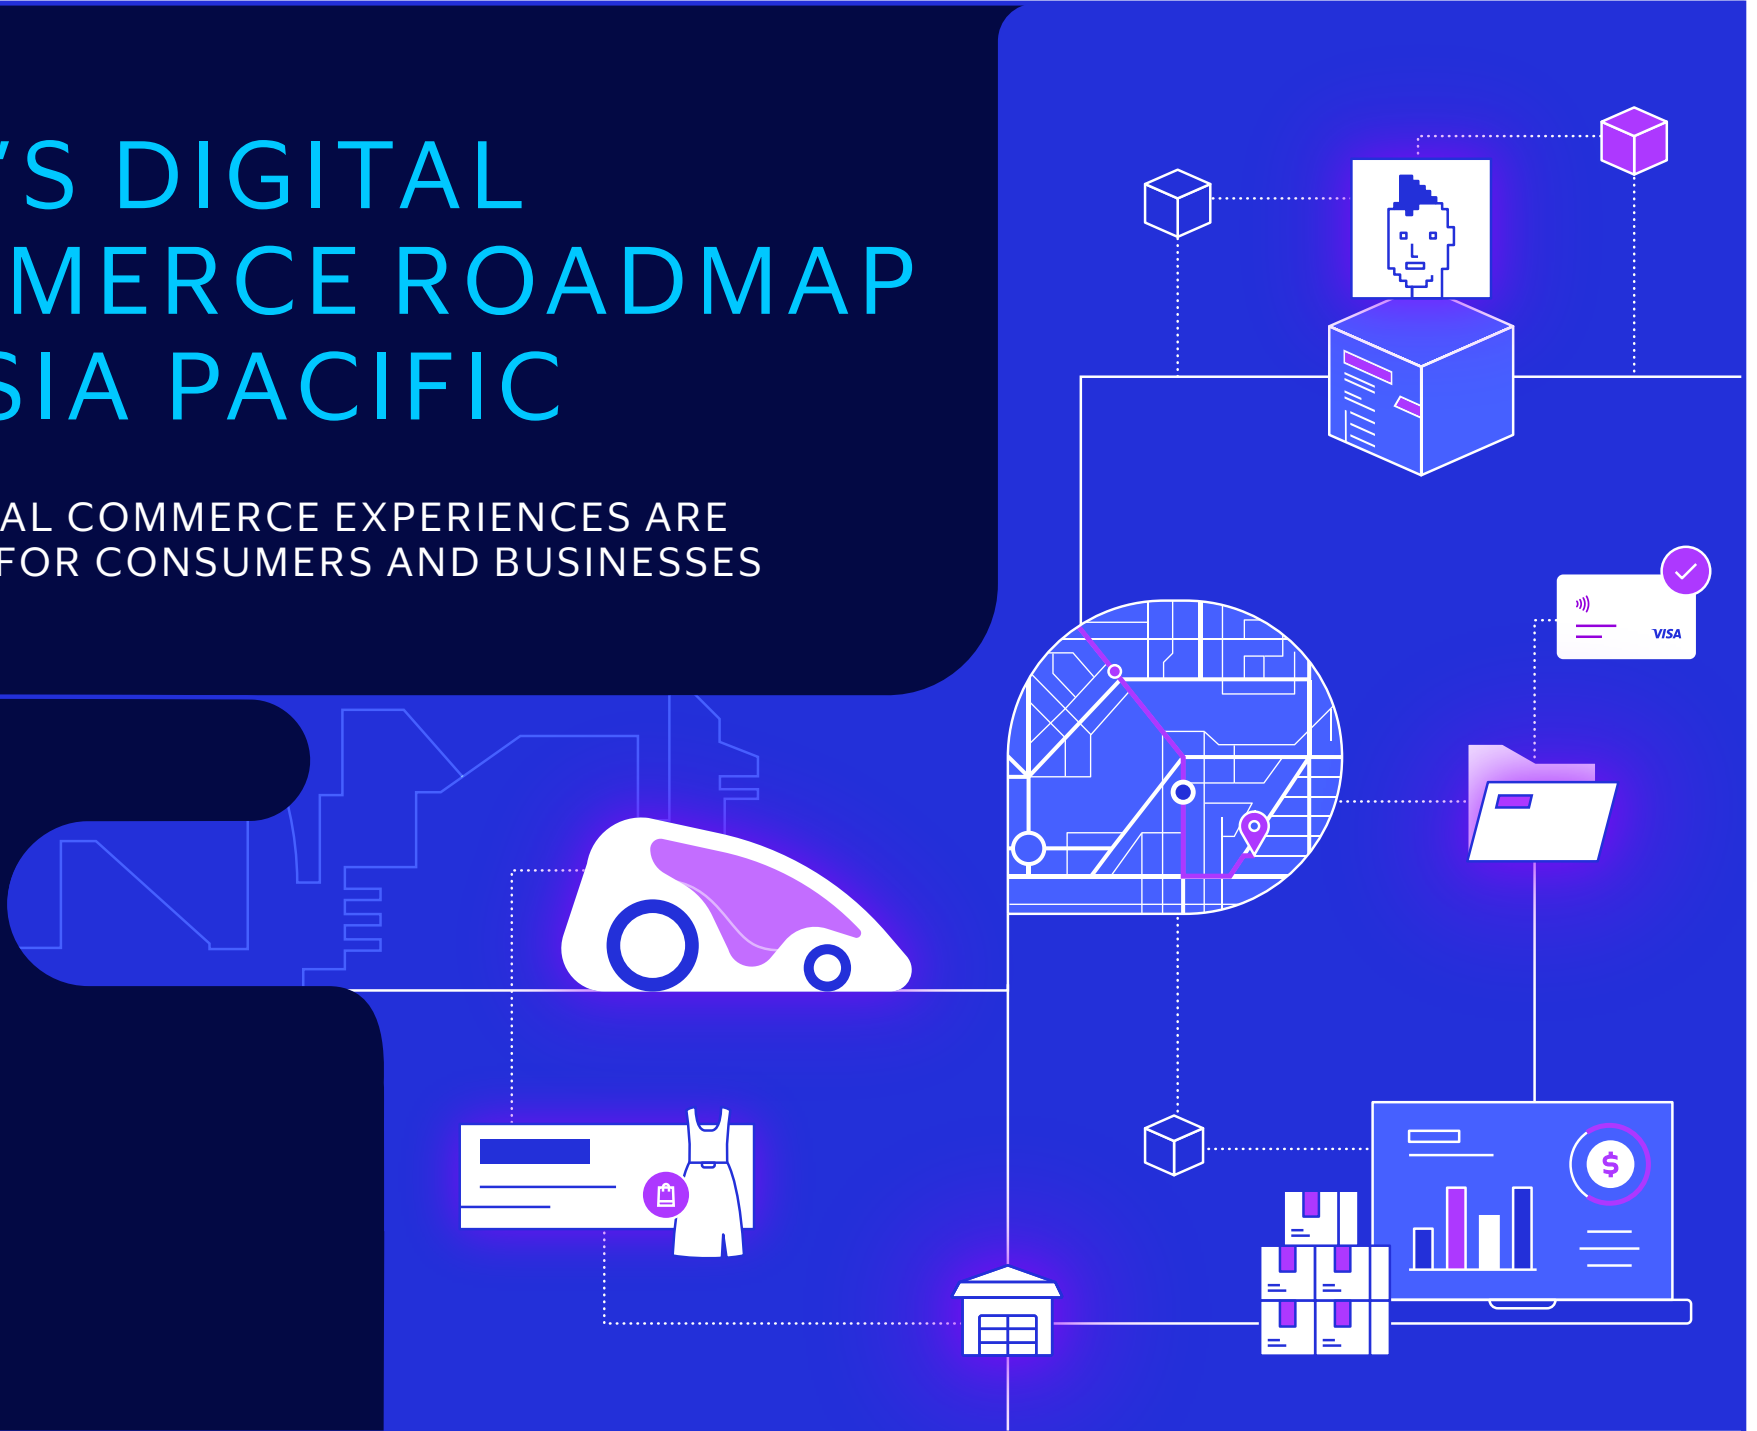 ’S DIGITAL
MERCE ROADMAP
SIA PACIFIC
AL COMMERCE EXPERIENCES ARE
FOR CONSUMERS AND BUSINESSES
VISA
$